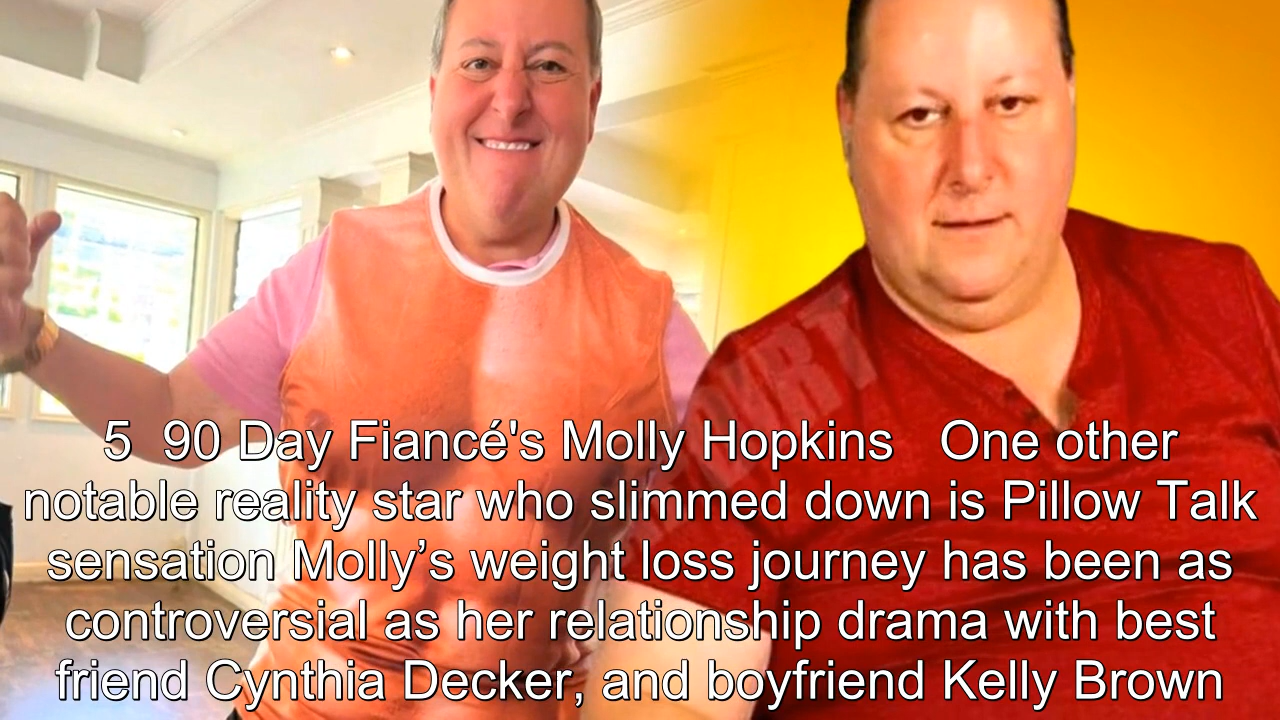 5  90 Day Fiancé's Molly Hopkins   One other
notable reality star who slimmed down is Pillow Talk
sensation Molly’s weight loss journey has been as
controversial as her relationship drama with best
friend Cynthia Decker, and boyfriend Kelly Brown